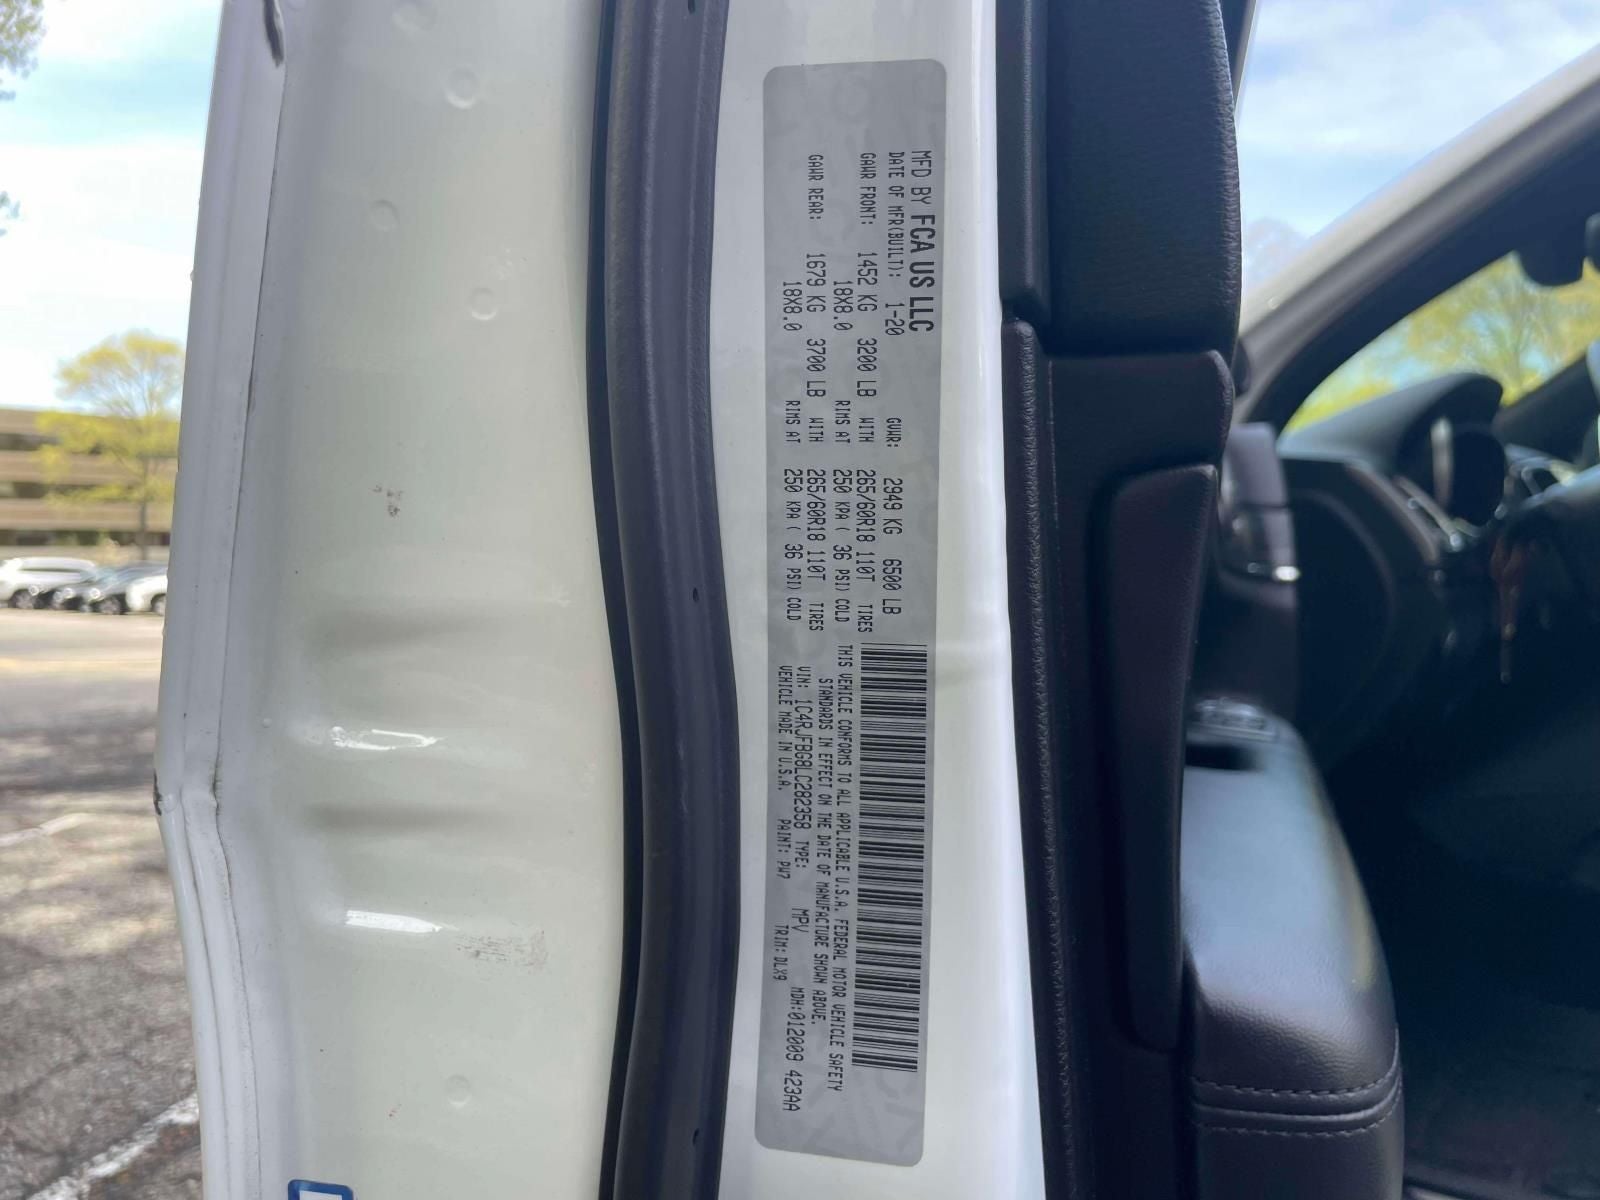 MFD BY FCA US LLC
DATE OF MFR(BUILT): 1-20 GVWR: 2949 KG 6500 LB
GAWR FRONT: 1452 KG 3200 LB WITH 265/60R18 110T TIRES
18X8.0 RIMS AT 250 KPA ( 36 PSI) COLD
GAWR REAR: 1679 KG 3700 LB WITH 265/60R18 110T TIRES
18X8.0 RIMS AT 250 KPA ( 36 PSI) COLD
THIS VEHICLE CONFORMS TO ALL APPLICABLE U.S.A. FEDERAL MOTOR VEHICLE SAFETY
STANDARDS IN EFFECT ON THE DATE OF MANUFACTURE SHOWN ABOVE.
VIN: 1C4RJFBG8LC282358 TYPE: MPV MDH:012009 423AA
VEHICLE MADE IN U.S.A. PAINT: PW7 TRIM: DLX9